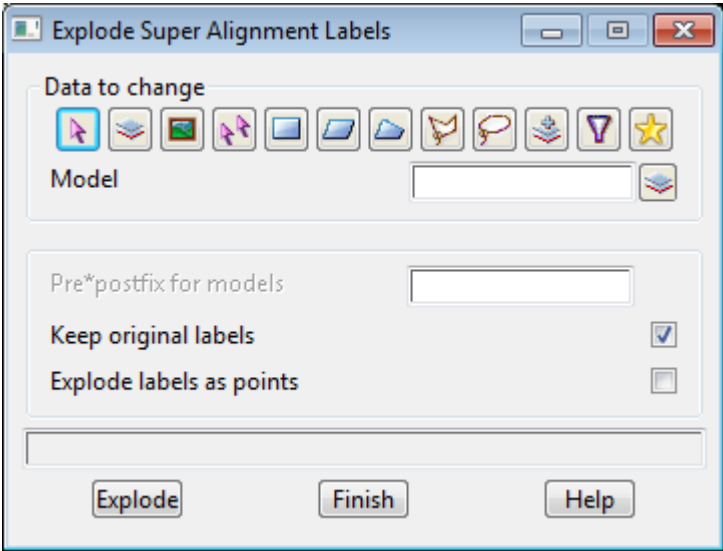 Explode Super Alignment Labels
Data to change
Model
Pre*postfix for models
Keep original labels
Explode labels as points
Explode Finish Help